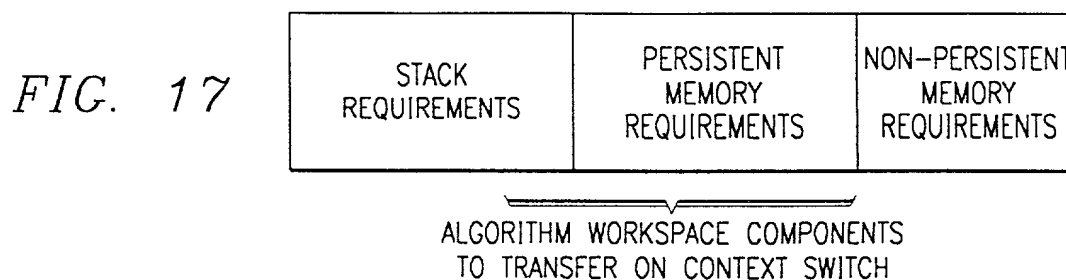 FIG. 17
STACK
REQUIREMENTS
PERSISTENT
MEMORY
REQUIREMENTS
NON-PERSISTENT
MEMORY
REQUIREMENTS
ALGORITHM WORKSPACE COMPONENTS
TO TRANSFER ON CONTEXT SWITCH